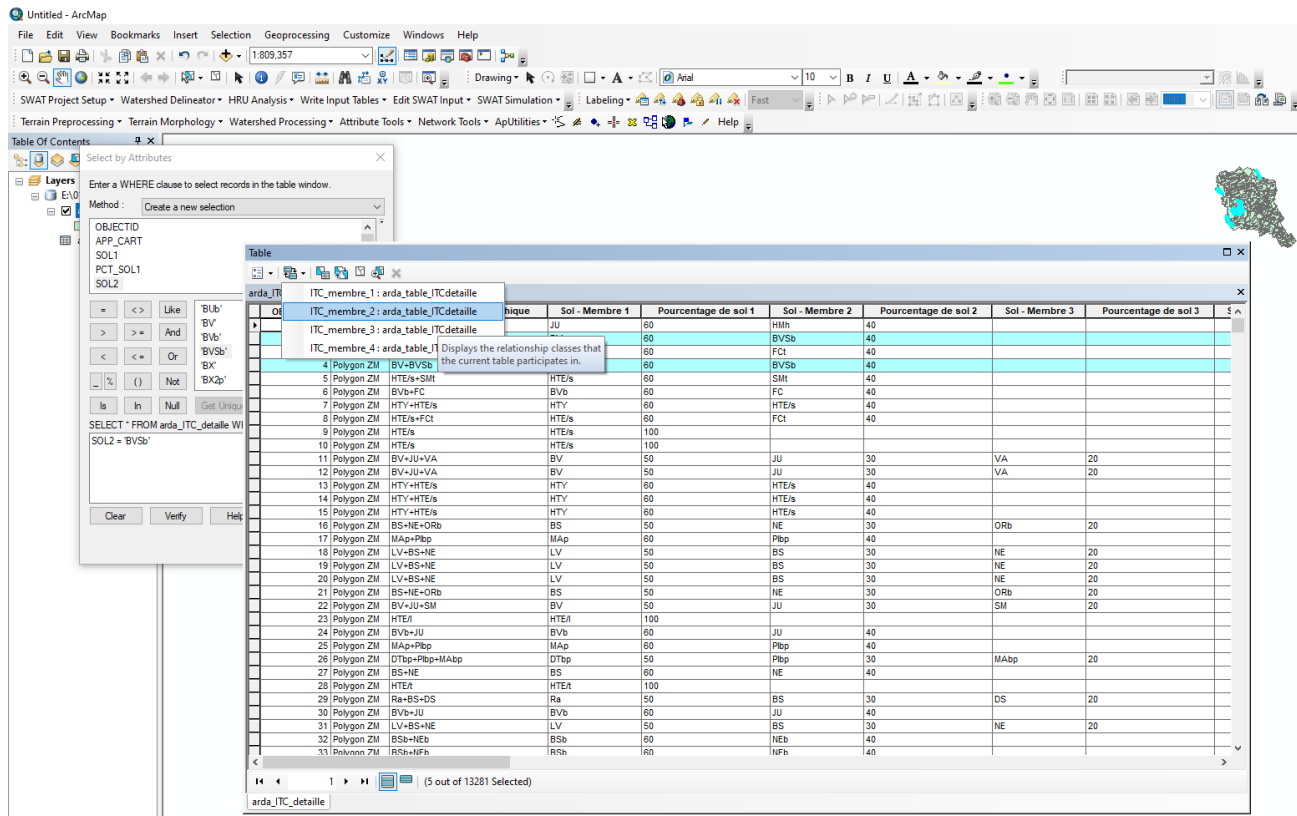 Untitled - ArcMap
File Edit View Bookmarks Insert Selection Geoprocessing Customize Windows Help
1:809,357
Drawing A Arial 10 B I U A
SWAT Project Setup Watershed Delineator HRU Analysis Write Input Tables Edit SWAT Input SWAT Simulation Labeling Fast
Terrain Preprocessing Terrain Morphology Watershed Processing Attribute Tools Network Tools ApUtilities Help
Table Of Contents
Layers
E:\0
Select by Attributes
Enter a WHERE clause to select records in the table window.
Method : Create a new selection
OBJECTID
APP_CART
SOL1
PCT_SOL1
SOL2
= <> Like
> >= And
< <= Or
_ % () Not
Is In Null Get Uniqu
'BUb'
'BV'
'BVb'
'BVSb'
'BX'
'BX2p'
SELECT * FROM arda_ITC_detaille W
SOL2 = 'BVSb'
Clear Verify Help
Table
arda_IT
ITC_membre_1 : arda_table_ITCdetaille
ITC_membre_2 : arda_table_ITCdetaille
ITC_membre_3 : arda_table_ITCdetaille
ITC_membre_4 : arda_table_IT
Displays the relationship classes that
the current table participates in.
OB hique Sol - Membre 1 Pourcentage de sol 1 Sol - Membre 2 Pourcentage de sol 2 Sol - Membre 3 Pourcentage de sol 3 S
JU 60 HMh 40
60 BVSb 40
60 FCt 40
4 Polygon ZM BV+BVSb 60 BVSb 40
5 Polygon ZM HTE/s+SMt HTE/s 60 SMt 40
6 Polygon ZM BVb+FC BVb 60 FC 40
7 Polygon ZM HTY+HTE/s HTY 60 HTE/s 40
8 Polygon ZM HTE/s+FCt HTE/s 60 FCt 40
9 Polygon ZM HTE/s HTE/s 100
10 Polygon ZM HTE/s HTE/s 100
11 Polygon ZM BV+JU+VA BV 50 JU 30 VA 20
12 Polygon ZM BV+JU+VA BV 50 JU 30 VA 20
13 Polygon ZM HTY+HTE/s HTY 60 HTE/s 40
14 Polygon ZM HTY+HTE/s HTY 60 HTE/s 40
15 Polygon ZM HTY+HTE/s HTY 60 HTE/s 40
16 Polygon ZM BS+NE+ORb BS 50 NE 30 ORb 20
17 Polygon ZM MAp+Plbp MAp 60 Plbp 40
18 Polygon ZM LV+BS+NE LV 50 BS 30 NE 20
19 Polygon ZM LV+BS+NE LV 50 BS 30 NE 20
20 Polygon ZM LV+BS+NE LV 50 BS 30 NE 20
21 Polygon ZM BS+NE+ORb BS 50 NE 30 ORb 20
22 Polygon ZM BV+JU+SM BV 50 JU 30 SM 20
23 Polygon ZM HTE/l HTE/l 100
24 Polygon ZM BVb+JU BVb 60 JU 40
25 Polygon ZM MAp+Plbp MAp 60 Plbp 40
26 Polygon ZM DTbp+Plbp+MAbp DTbp 50 Plbp 30 MAbp 20
27 Polygon ZM BS+NE BS 60 NE 40
28 Polygon ZM HTE/t HTE/t 100
29 Polygon ZM Ra+BS+DS Ra 50 BS 30 DS 20
30 Polygon ZM BVb+JU BVb 60 JU 40
31 Polygon ZM LV+BS+NE LV 50 BS 30 NE 20
32 Polygon ZM BSb+NEb BSb 60 NEb 40
33 Polygon ZM BSb+NEb BSb 60 NEb 40
1 (5 out of 13281 Selected)
arda_ITC_detaille